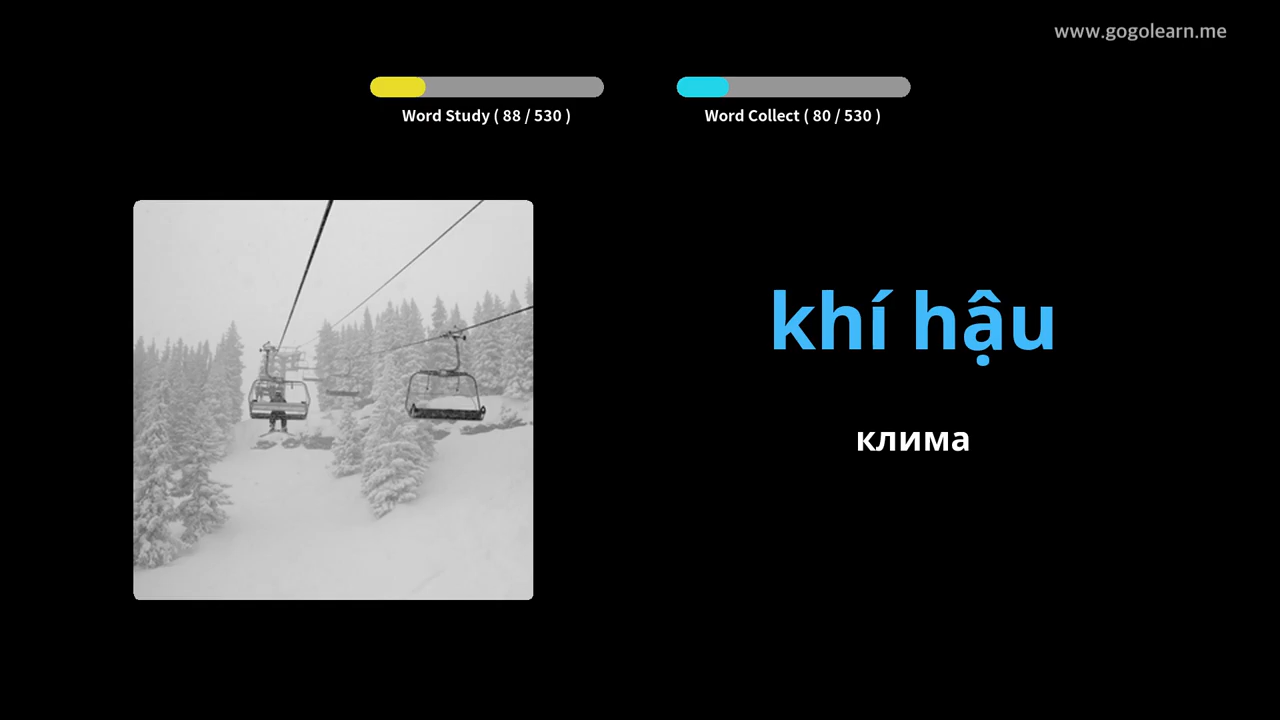 www.gogolearn.me
Word Study ( 88 / 530 )
Word Collect ( 80 / 530 )
khí hậu
клима